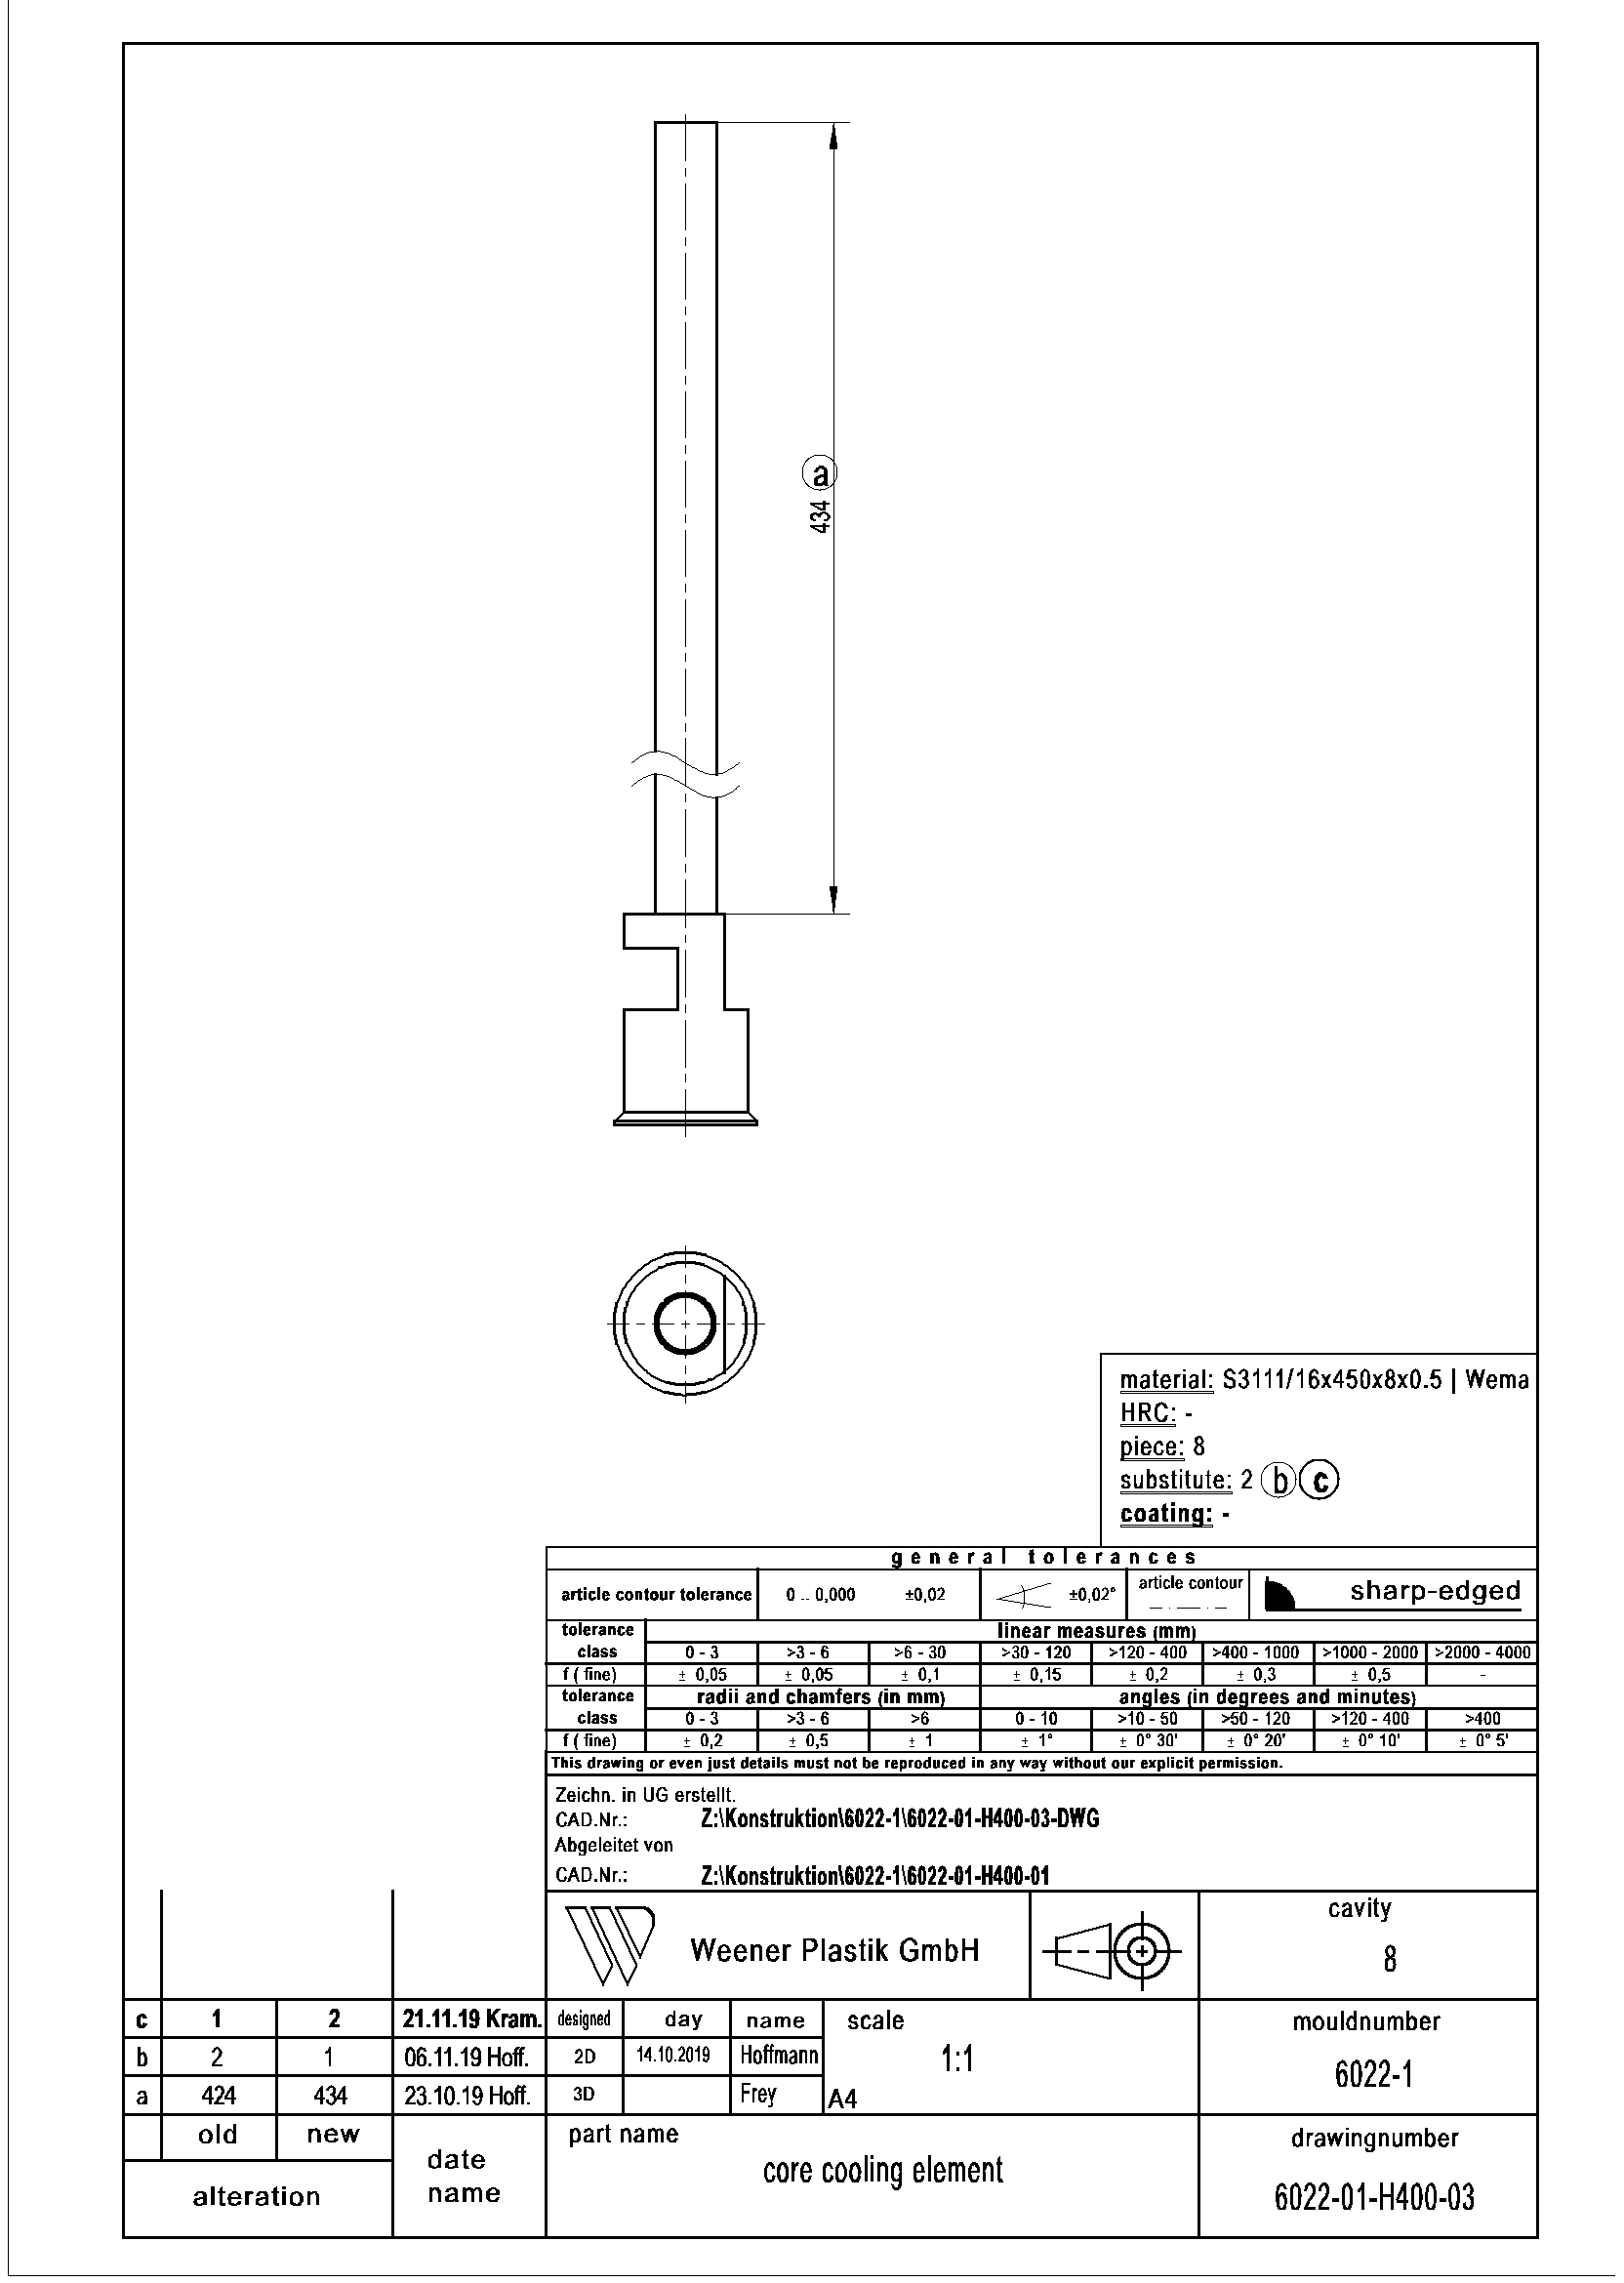 a
434
material: S3111/16x450x8x0.5 | Wema
HRC: -
piece: 8
substitute: 2 b c
coating: -
general tolerances
article contour tolerance 0 .. 0,000 ±0,02 ±0,02° article contour sharp-edged
tolerance class linear measures (mm)
0 - 3 >3 - 6 >6 - 30 >30 - 120 >120 - 400 >400 - 1000 >1000 - 2000 >2000 - 4000
f ( fine) ± 0,05 ± 0,05 ± 0,1 ± 0,15 ± 0,2 ± 0,3 ± 0,5 -
tolerance class radii and chamfers (in mm) angles (in degrees and minutes)
0 - 3 >3 - 6 >6 0 - 10 >10 - 50 >50 - 120 >120 - 400 >400
f ( fine) ± 0,2 ± 0,5 ± 1 ± 1° ± 0° 30' ± 0° 20' ± 0° 10' ± 0° 5'
This drawing or even just details must not be reproduced in any way without our explicit permission.
Zeichn. in UG erstellt.
CAD.Nr.: Z:\Konstruktion\6022-1\6022-01-H400-03-DWG
Abgeleitet von
CAD.Nr.: Z:\Konstruktion\6022-1\6022-01-H400-01
Weener Plastik GmbH
cavity
8
c 1 2 21.11.19 Kram. designed day name scale mouldnumber
b 2 1 06.11.19 Hoff. 2D 14.10.2019 Hoffmann 1:1 6022-1
a 424 434 23.10.19 Hoff. 3D Frey A4
old new date name part name drawingnumber
alteration core cooling element 6022-01-H400-03